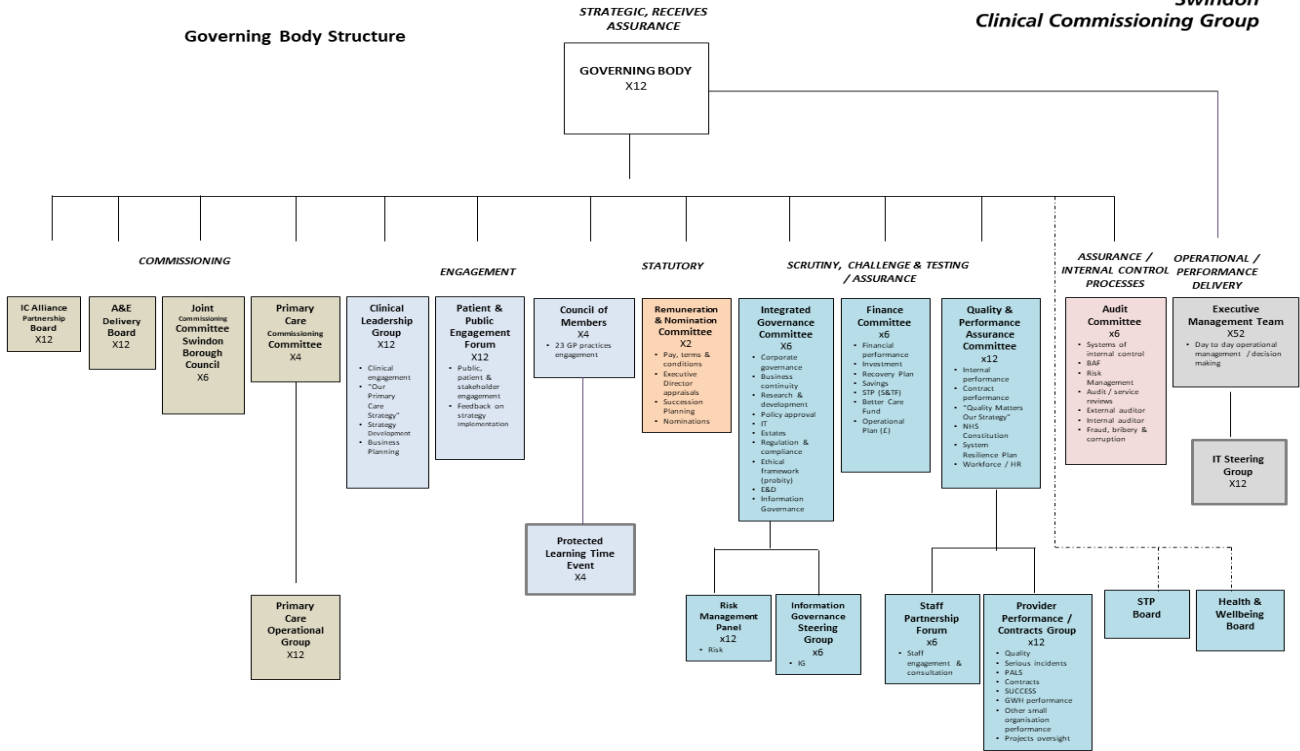 Swindon
Clinical Commissioning Group
STRATEGIC, RECEIVES
ASSURANCE
Governing Body Structure
GOVERNING BODY
X12
COMMISSIONING
ENGAGEMENT
STATUTORY
SCRUTINY, CHALLENGE & TESTING
/ ASSURANCE
ASSURANCE /
INTERNAL CONTROL
PROCESSES
OPERATIONAL /
PERFORMANCE
DELIVERY
IC Alliance
Partnership
Board
X12
A&E
Delivery
Board
X12
Joint
Commissioning
Committee
Swindon
Borough
Council
X6
Primary
Care
Commissioning
Committee
X4
Clinical
Leadership
Group
X12
• Clinical
engagement
• "Our
Primary
Care
Strategy"
• Strategy
Development
• Business
Planning
Patient &
Public
Engagement
Forum
X12
• Public,
patient &
stakeholder
engagement
• Feedback on
strategy
implementation
Council of
Members
X4
• 23 GP practices
engagement
Remuneration
& Nomination
Committee
X2
• Pay, terms &
conditions
• Executive
Director
appraisals
• Succession
Planning
• Nominations
Integrated
Governance
Committee
X6
• Corporate
governance
• Business
continuity
• Research &
development
• Policy approval
• IT
• Estates
• Regulation &
compliance
• Ethical
framework
(probity)
• E&D
• Information
Governance
Finance
Committee
x6
• Financial
performance
• Investment
• Recovery Plan
• Savings
• STP (S&TF)
• Better Care
Fund
• Operational
Plan (£)
Quality &
Performance
Assurance
Committee
x12
• Internal
performance
• Contract
performance
• "Quality Matters
Our Strategy"
• NHS
Constitution
• System
Resilience Plan
• Workforce / HR
Audit
Committee
x6
• Systems of
internal control
• BAF
• Risk
Management
• Audit / service
reviews
• External auditor
• Internal auditor
• Fraud, bribery &
corruption
Executive
Management Team
X52
• Day to day operational
management / decision
making
IT Steering
Group
X12
Protected
Learning Time
Event
X4
Primary
Care
Operational
Group
X12
Risk
Management
Panel
x12
• Risk
Information
Governance
Steering
Group
x6
• IG
Staff
Partnership
Forum
x6
• Staff
engagement &
consultation
Provider
Performance /
Contracts Group
x12
• Quality
• Serious incidents
• PALS
• Contracts
• SUCCESS
• GWH performance
• Other small
organisation
performance
• Projects oversight
STP
Board
Health &
Wellbeing
Board